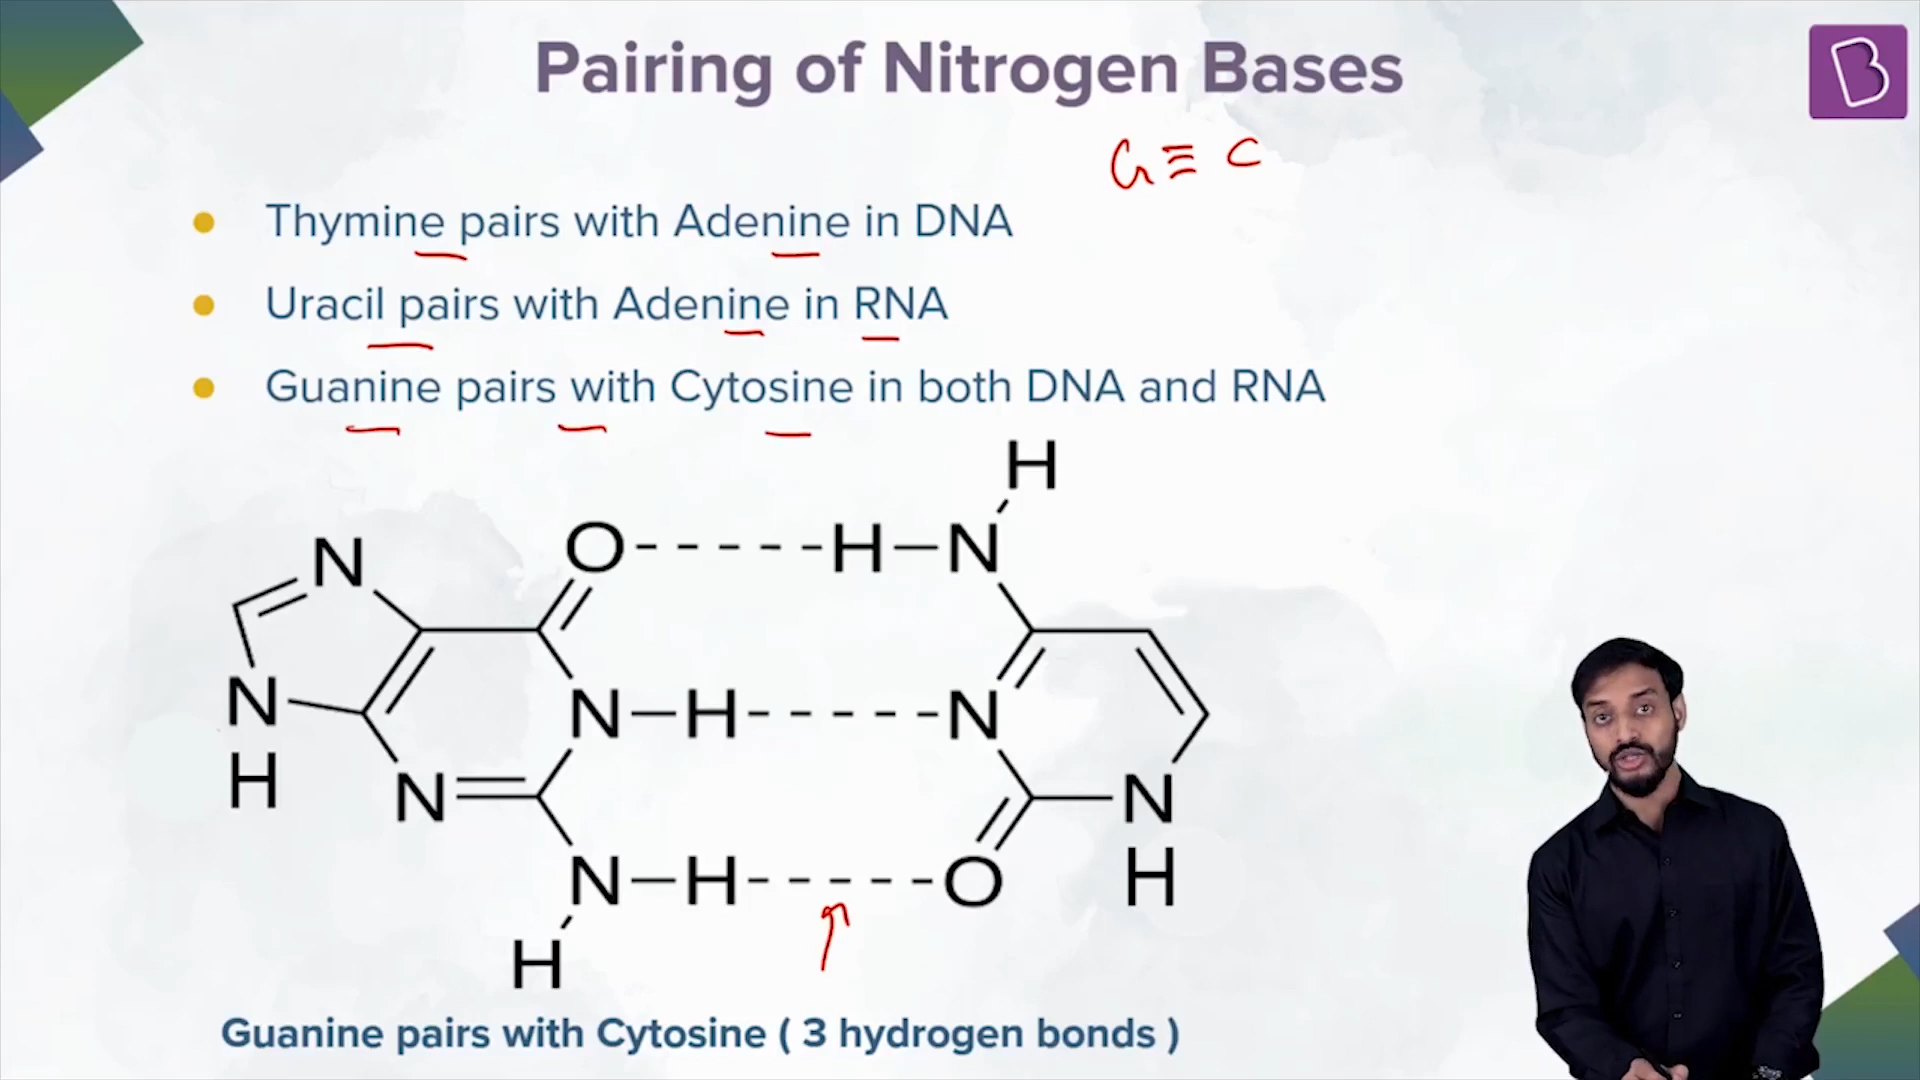 Pairing of Nitrogen Bases
B
G≡ C
Thymine pairs with Adenine in DNA
Uracil pairs with Adenine in RNA
Guanine pairs with Cytosine in both DNA and RNA
H
N O H N
N N H N
H N N
N H O H
H
Guanine pairs with Cytosine ( 3 hydrogen bonds )